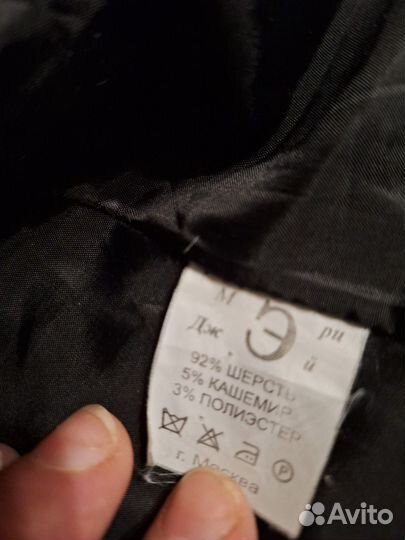 М Э ри
Дж Э й
92% ШЕРСТЬ
5% КАШЕМИР
3% ПОЛИЭСТЕР
P
г. Москва
Avito